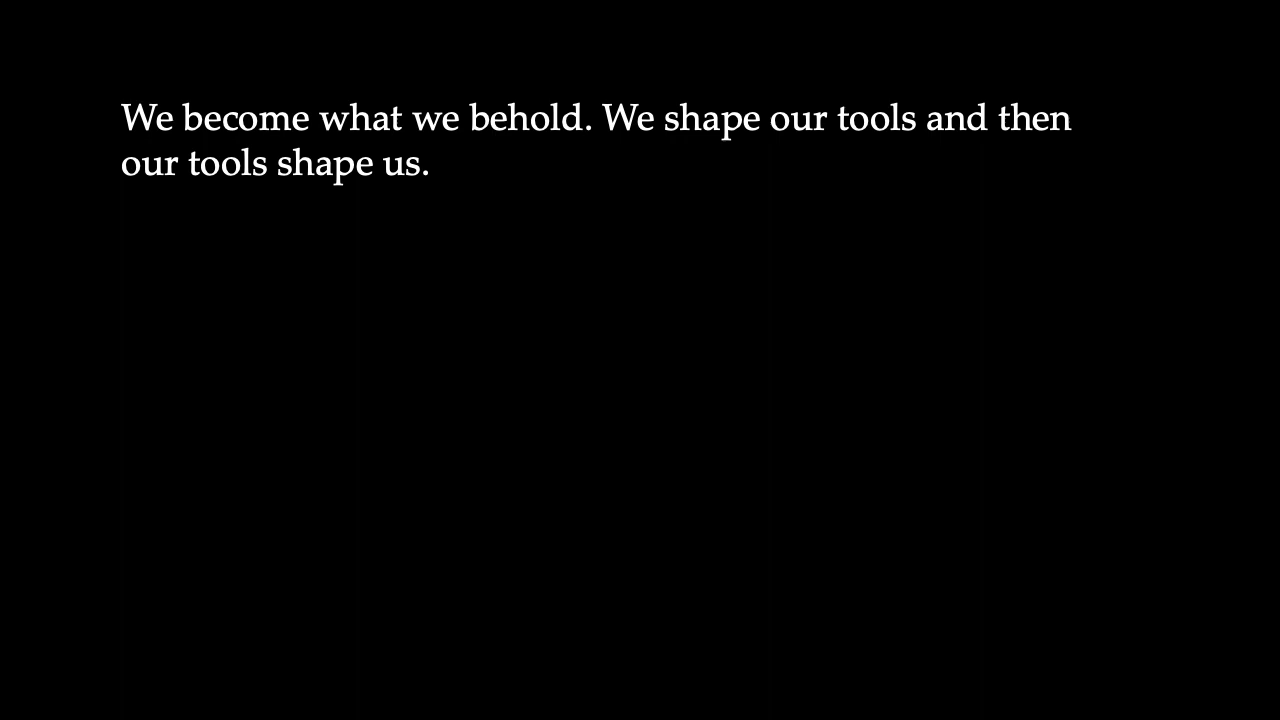 We become what we behold. We shape our tools and then
our tools shape us.